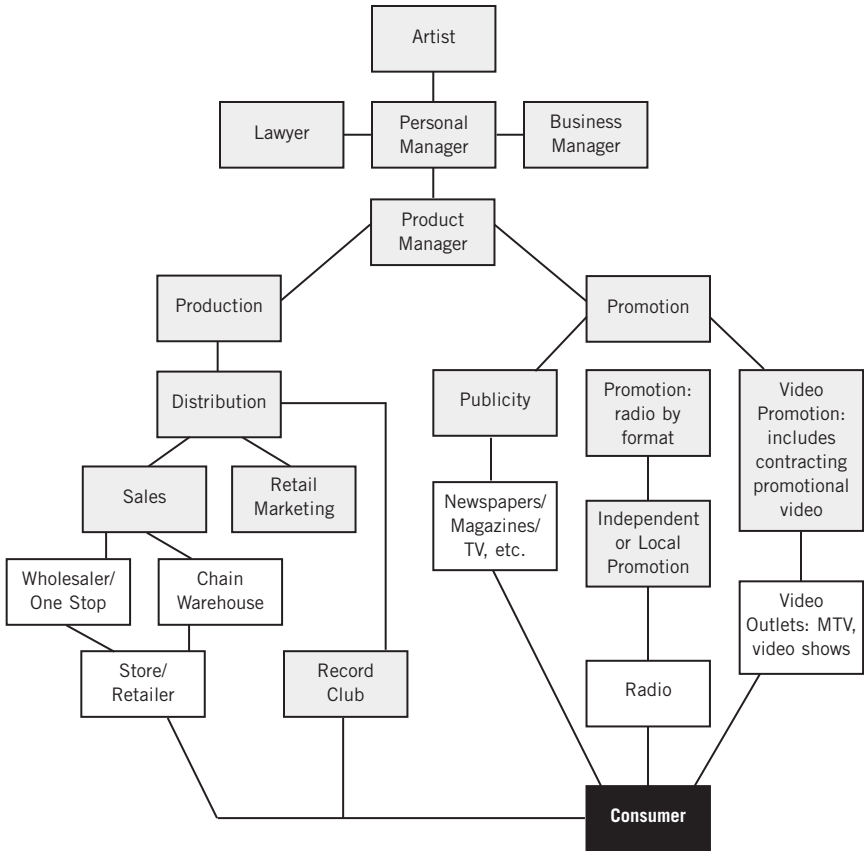 Artist
Lawyer
Personal
Manager
Business
Manager
Product
Manager
Production
Promotion
Distribution
Publicity
Promotion:
radio by
format
Video
Promotion:
includes
contracting
promotional
video
Sales
Retail
Marketing
Newspapers/
Magazines/
TV, etc.
Independent
or Local
Promotion
Wholesaler/
One Stop
Chain
Warehouse
Video
Outlets: MTV,
video shows
Store/
Retailer
Record
Club
Radio
Consumer